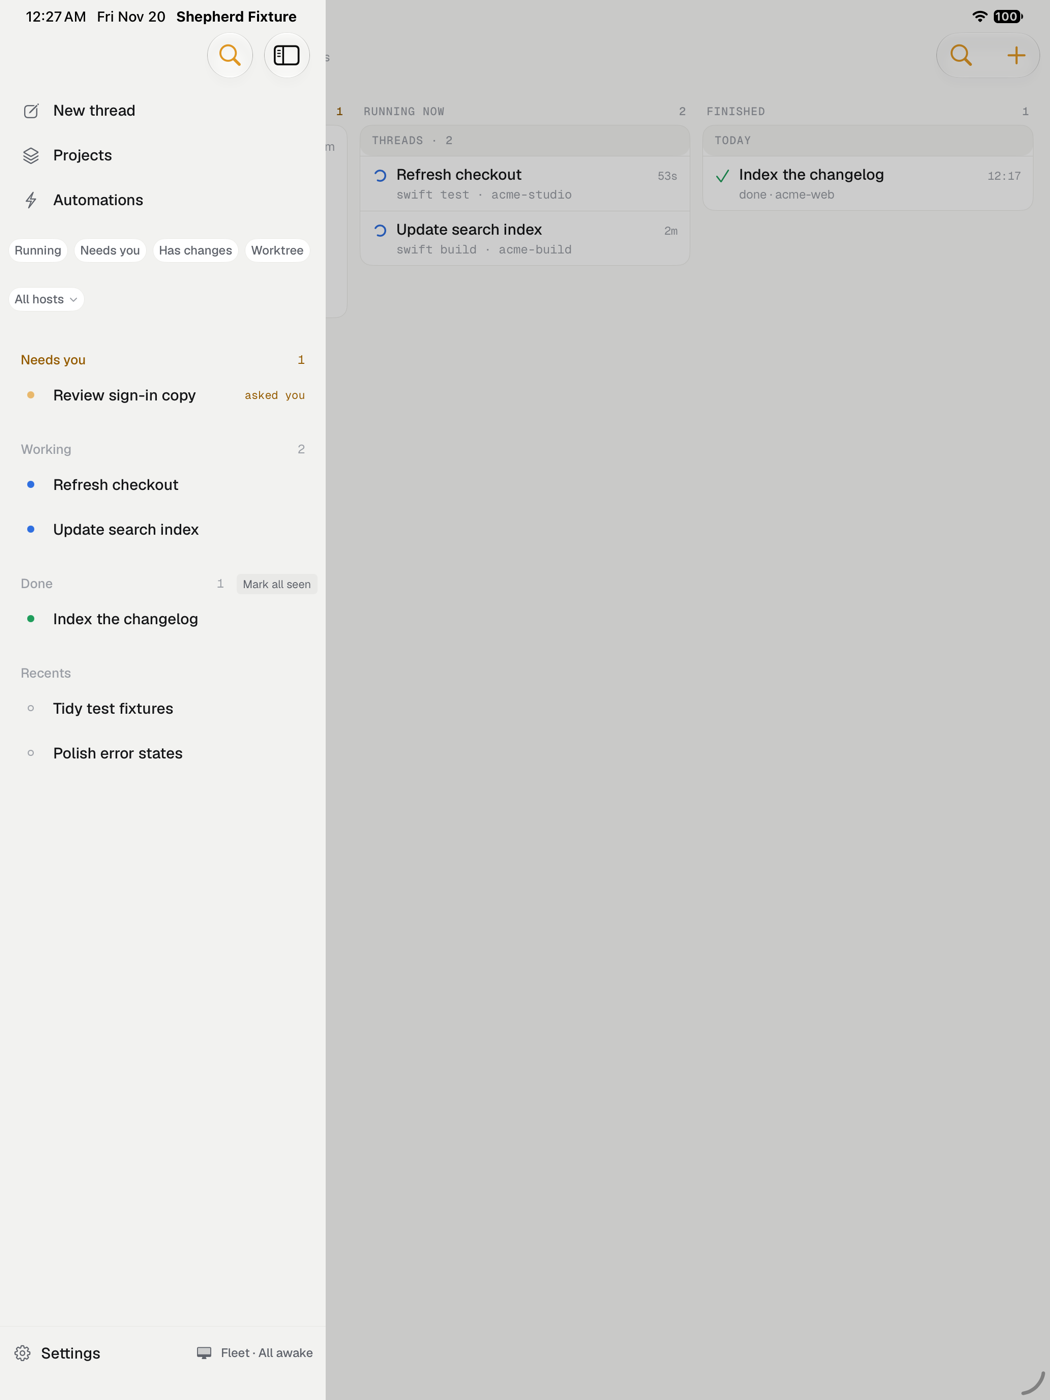 12:27 AM Fri Nov 20 Shepherd Fixture
100
New thread
Projects
Automations
Running Needs you Has changes Worktree
All hosts
Needs you 1
Review sign-in copy asked you
Working 2
Refresh checkout
Update search index
Done 1 Mark all seen
Index the changelog
Recents
Tidy test fixtures
Polish error states
Settings Fleet · All awake
s
1
m
RUNNING NOW 2
THREADS · 2
Refresh checkout 53s
swift test · acme-studio
Update search index 2m
swift build · acme-build
FINISHED 1
TODAY
Index the changelog 12:17
done · acme-web